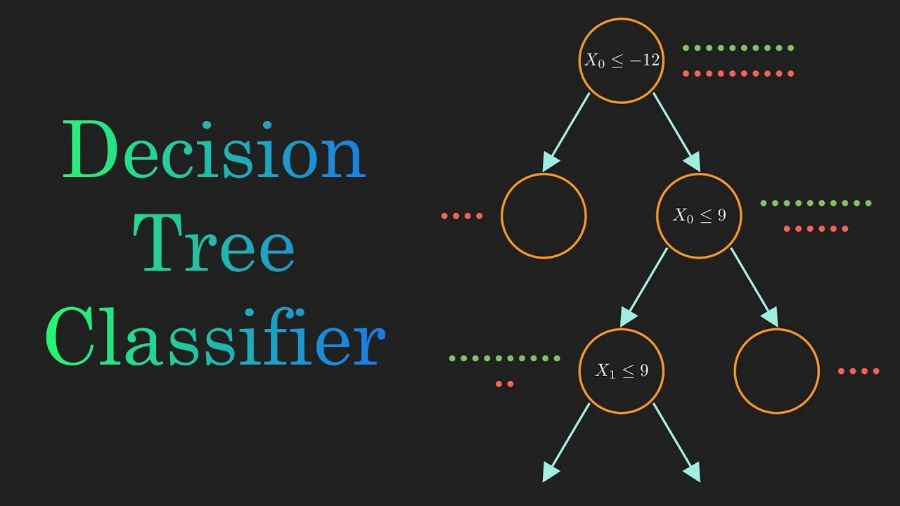 Decision
Tree
Classifier
X₀ ≤ −12
X₀ ≤ 9
X₁ ≤ 9